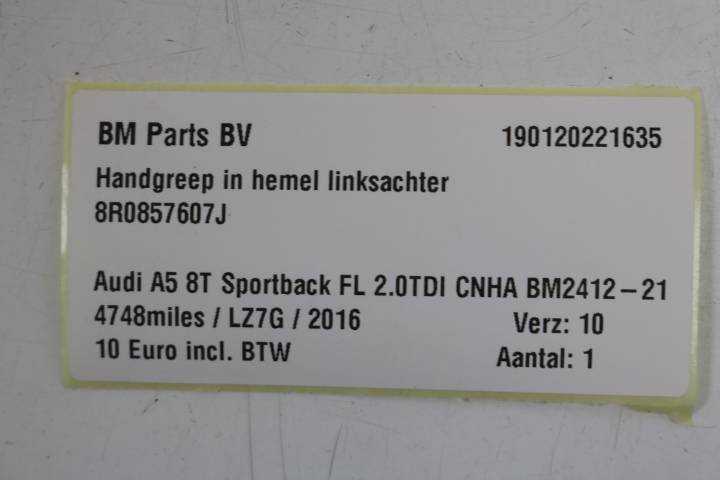 BM Parts BV 190120221635
Handgreep in hemel linksachter
8R0857607J
Audi A5 8T Sportback FL 2.0TDI CNHA BM2412-21
4748miles / LZ7G / 2016 Verz: 10
10 Euro incl. BTW Aantal: 1